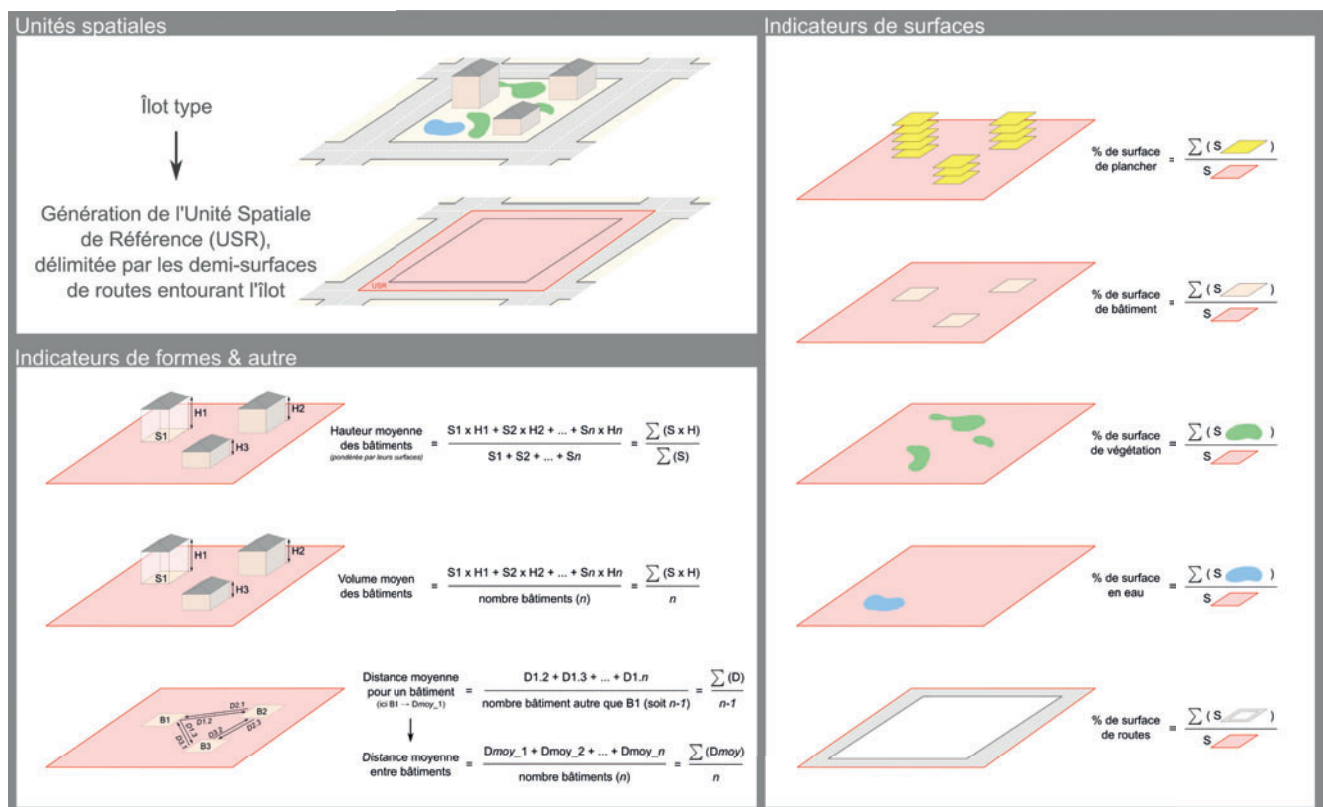 Unités spatiales
Îlot type
Génération de l'Unité Spatiale
de Référence (USR),
délimitée par les demi-surfaces
de routes entourant l'îlot
USR
Indicateurs de formes & autre
H1
H2
S1
H3
Hauteur moyenne
des bâtiments
(pondérée par leurs surfaces)
=
S1 x H1 + S2 x H2 + ... + Sn x Hn
S1 + S2 + ... + Sn
=
∑ (S x H)
∑ (S)
H1
H2
S1
H3
Volume moyen
des bâtiments
=
S1 x H1 + S2 x H2 + ... + Sn x Hn
nombre bâtiments (n)
=
∑ (S x H)
n
B1
D2.1
D1.2
B2
D1.3
D3.1
D3.2
D2.3
B3
Distance moyenne
pour un bâtiment
(ici B1 → Dmoy_1)
=
D1.2 + D1.3 + ... + D1.n
nombre bâtiment autre que B1 (soit n-1)
=
∑ (D)
n-1
Distance moyenne
entre bâtiments
=
Dmoy_1 + Dmoy_2 + ... + Dmoy_n
nombre bâtiments (n)
=
∑ (Dmoy)
n
Indicateurs de surfaces
% de surface
de plancher
=
∑ ( S )
S
% de surface
de bâtiment
=
∑ ( S )
S
% de surface
de végétation
=
∑ ( S )
S
% de surface
en eau
=
∑ ( S )
S
% de surface
de routes
=
∑ ( S )
S